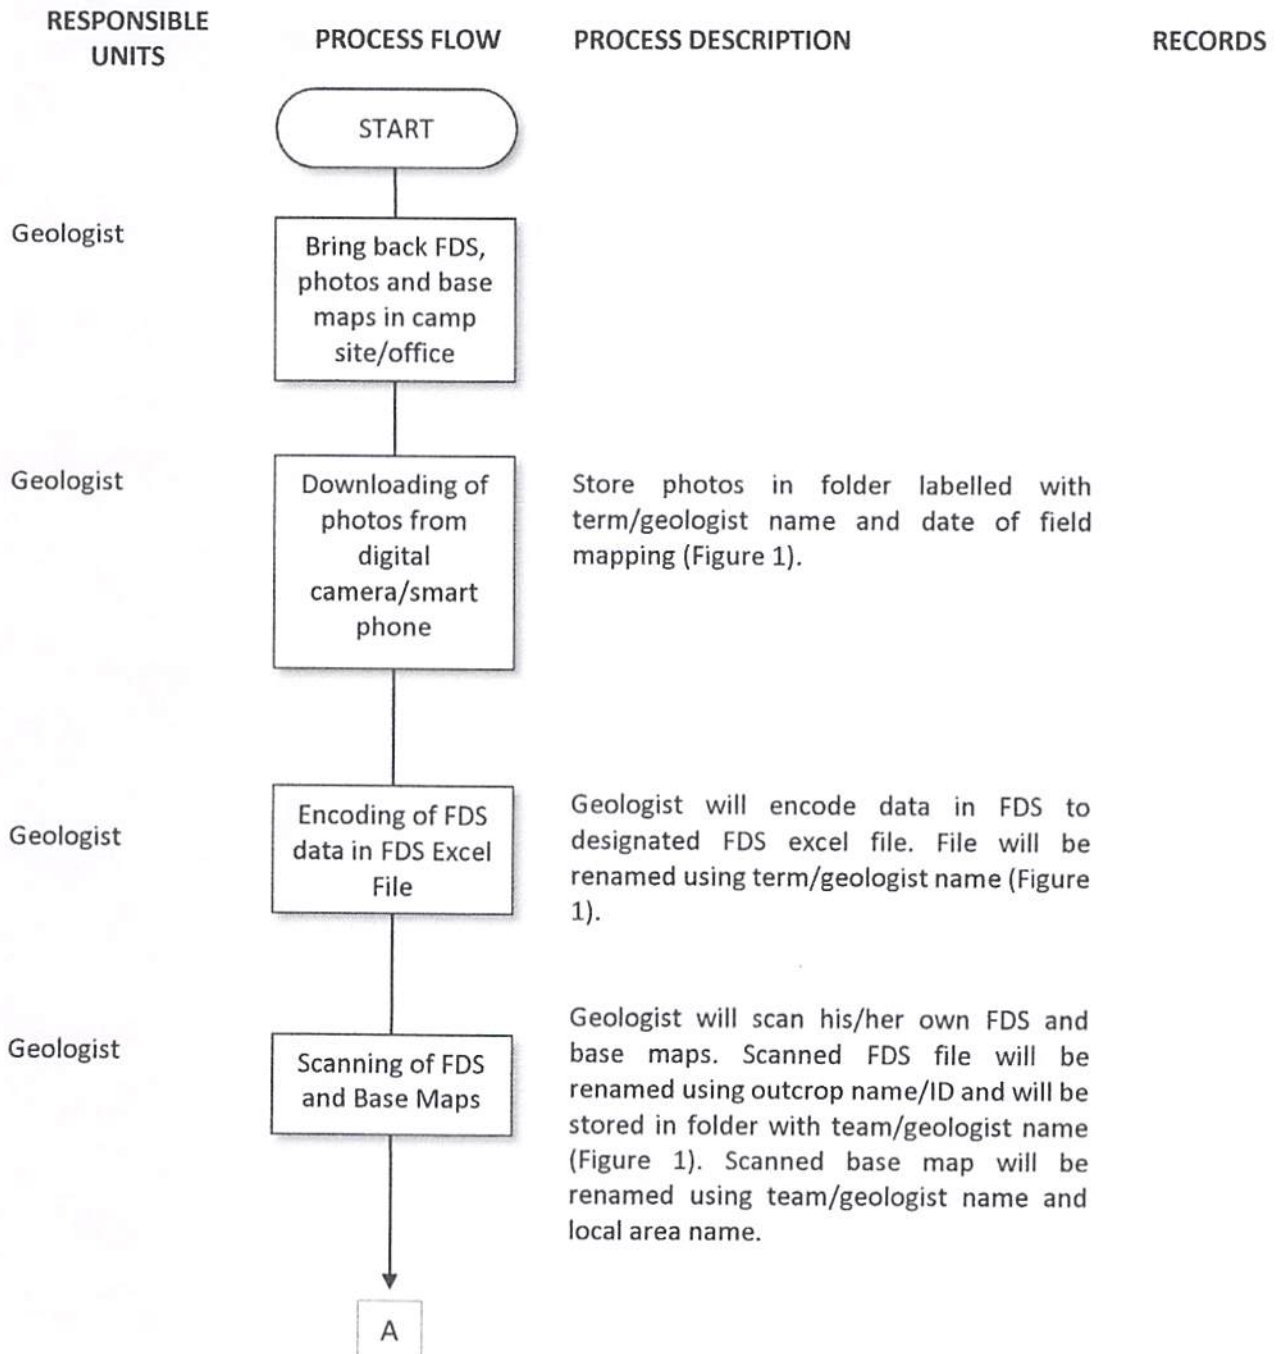 RESPONSIBLE
UNITS
PROCESS FLOW
PROCESS DESCRIPTION
RECORDS
START
Geologist
Bring back FDS,
photos and base
maps in camp
site/office
Geologist
Downloading of
photos from
digital
camera/smart
phone
Store photos in folder labelled with
term/geologist name and date of field
mapping (Figure 1).
Geologist
Encoding of FDS
data in FDS Excel
File
Geologist will encode data in FDS to
designated FDS excel file. File will be
renamed using term/geologist name (Figure
1).
Geologist
Scanning of FDS
and Base Maps
Geologist will scan his/her own FDS and
base maps. Scanned FDS file will be
renamed using outcrop name/ID and will be
stored in folder with team/geologist name
(Figure 1). Scanned base map will be
renamed using team/geologist name and
local area name.
A